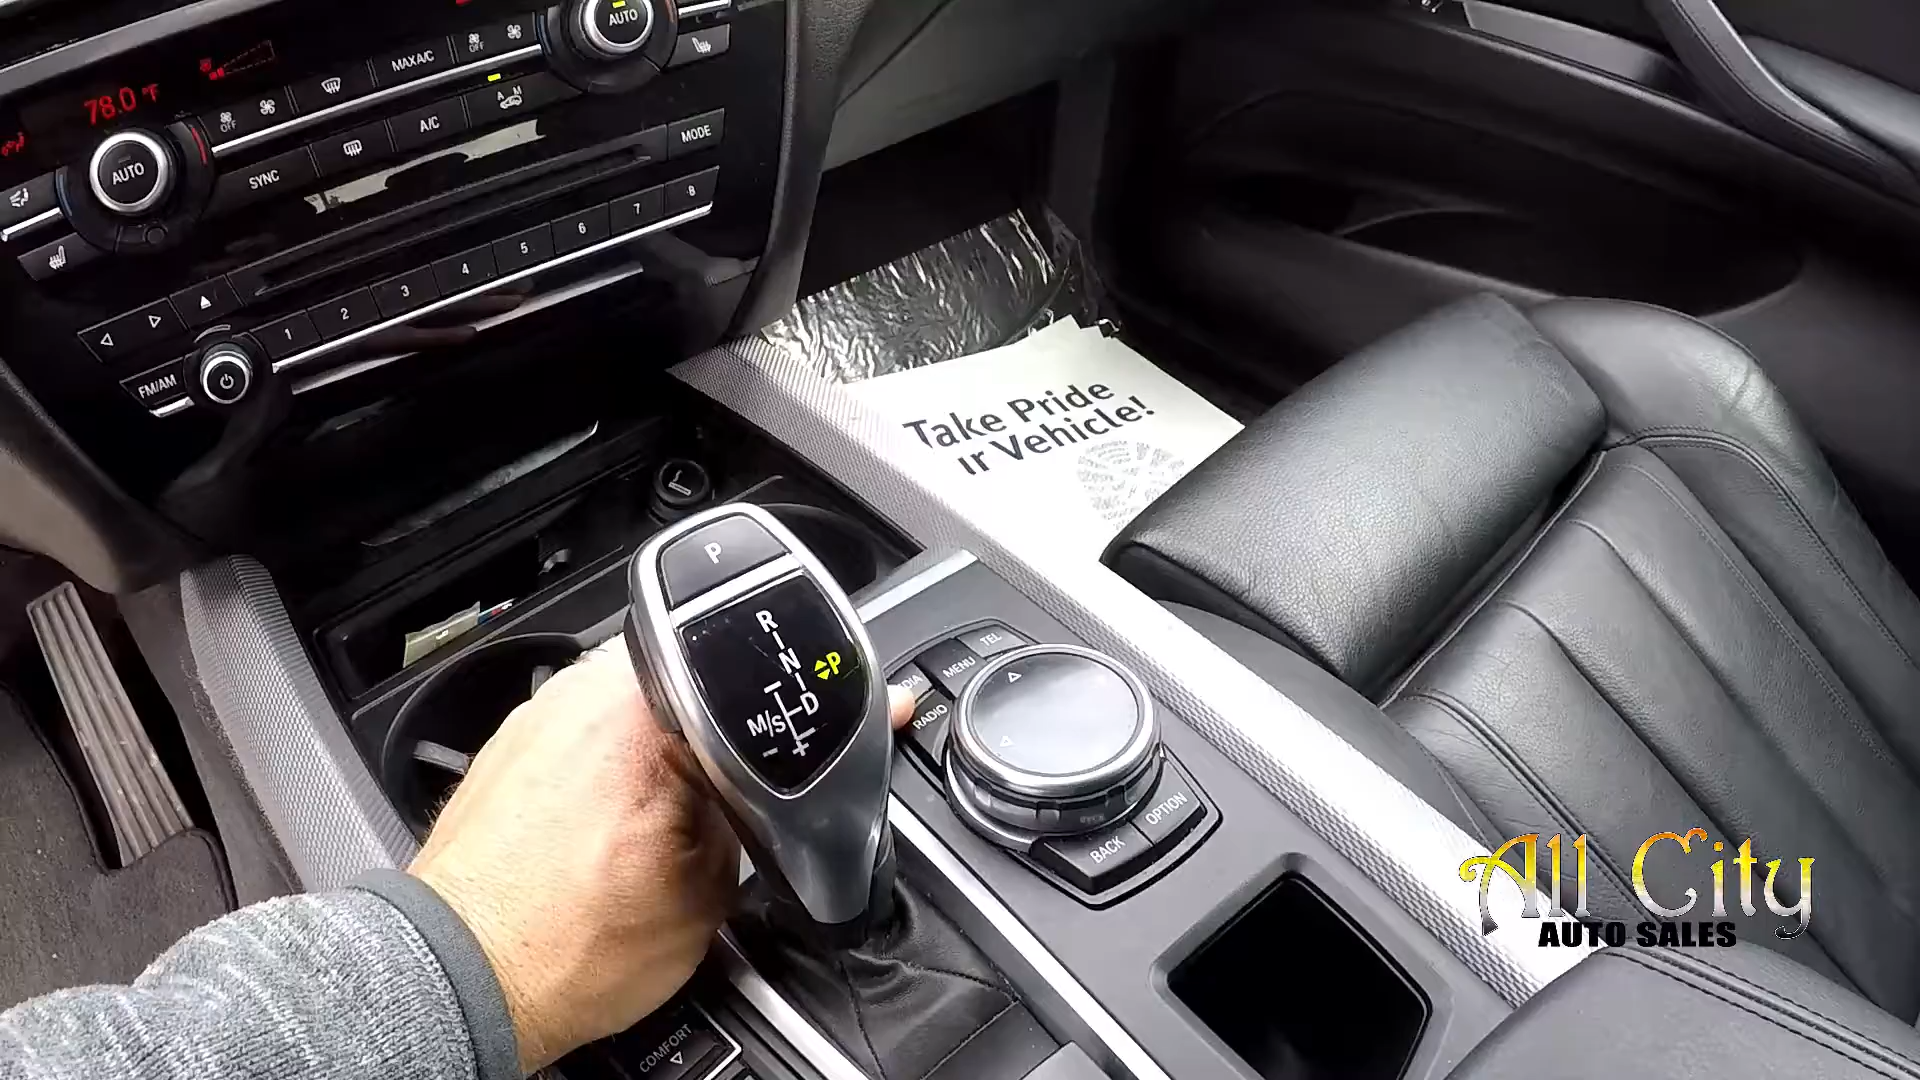 AUTO
78.0 °F
OFF
MAX A/C
OFF
A M
AUTO
SYNC
A/C
MODE
1 2 3 4 5 6 7 8
FM/AM
Take Pride
ır Vehicle!
P
R
N
P
D
M/S
+
TEL
MENU
RADIO
BACK
OPTION
COMFORT
All City
AUTO SALES